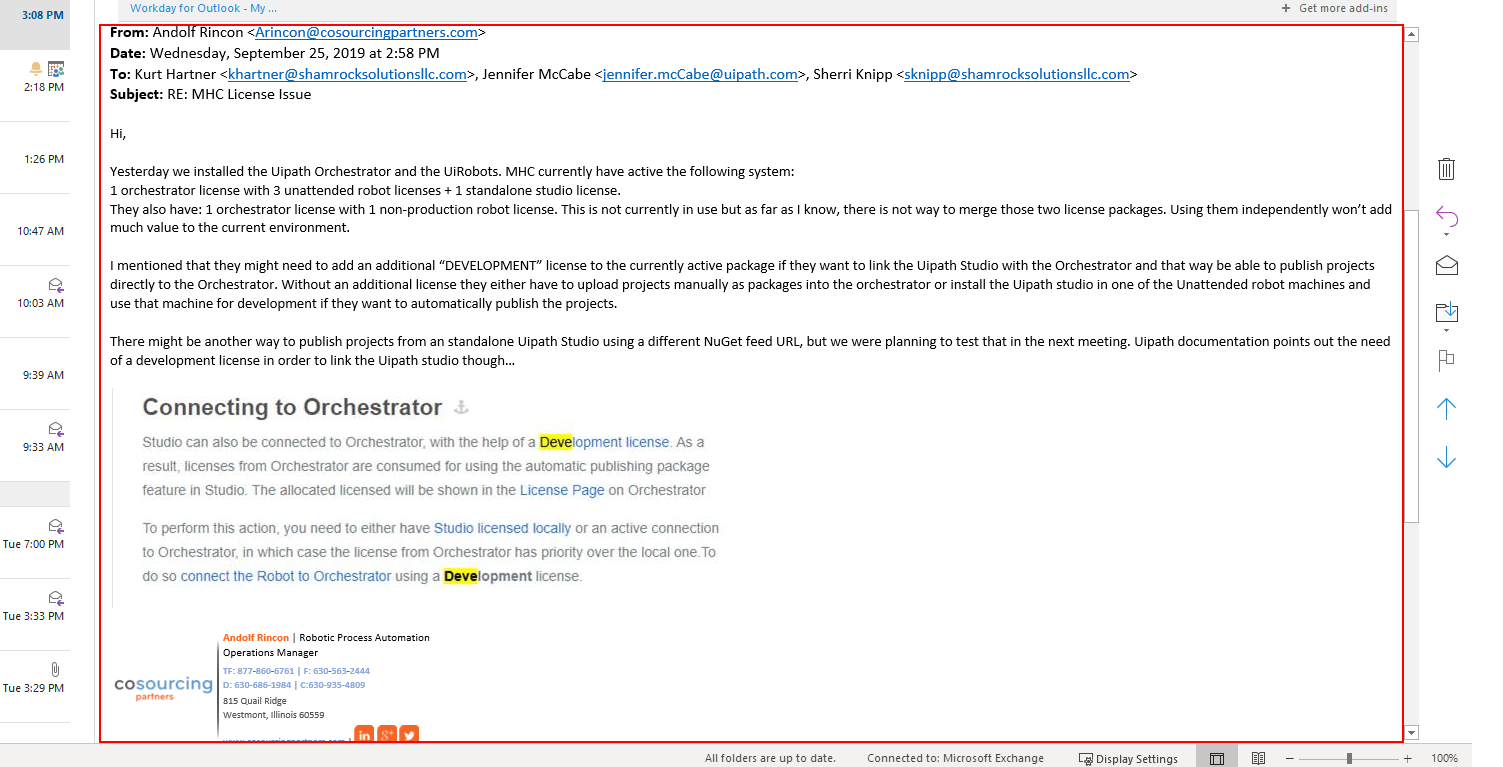 3:08 PM
Workday for Outlook - My ...
+ Get more add-ins
2:18 PM
1:26 PM
10:47 AM
10:03 AM
9:39 AM
9:33 AM
Tue 7:00 PM
Tue 3:33 PM
Tue 3:29 PM
From: Andolf Rincon <Arincon@cosourcingpartners.com>
Date: Wednesday, September 25, 2019 at 2:58 PM
To: Kurt Hartner <khartner@shamrocksolutionsllc.com>, Jennifer McCabe <jennifer.mcCabe@uipath.com>, Sherri Knipp <sknipp@shamrocksolutionsllc.com>
Subject: RE: MHC License Issue
Hi,
Yesterday we installed the Uipath Orchestrator and the UiRobots. MHC currently have active the following system:
1 orchestrator license with 3 unattended robot licenses + 1 standalone studio license.
They also have: 1 orchestrator license with 1 non-production robot license. This is not currently in use but as far as I know, there is not way to merge those two license packages. Using them independently won't add
much value to the current environment.
I mentioned that they might need to add an additional “DEVELOPMENT” license to the currently active package if they want to link the Uipath Studio with the Orchestrator and that way be able to publish projects
directly to the Orchestrator. Without an additional license they either have to upload projects manually as packages into the orchestrator or install the Uipath studio in one of the Unattended robot machines and
use that machine for development if they want to automatically publish the projects.
There might be another way to publish projects from an standalone Uipath Studio using a different NuGet feed URL, but we were planning to test that in the next meeting. Uipath documentation points out the need
of a development license in order to link the Uipath studio though...
Connecting to Orchestrator
Studio can also be connected to Orchestrator, with the help of a Development license. As a
result, licenses from Orchestrator are consumed for using the automatic publishing package
feature in Studio. The allocated licensed will be shown in the License Page on Orchestrator
To perform this action, you need to either have Studio licensed locally or an active connection
to Orchestrator, in which case the license from Orchestrator has priority over the local one.To
do so connect the Robot to Orchestrator using a Development license.
cosourcing
partners
Andolf Rincon | Robotic Process Automation
Operations Manager
TF: 877-860-6761 | F: 630-563-2444
D: 630-686-1984 | C:630-935-4809
815 Quail Ridge
Westmont, Illinois 60559
in g+
All folders are up to date.
Connected to: Microsoft Exchange
Display Settings
100%